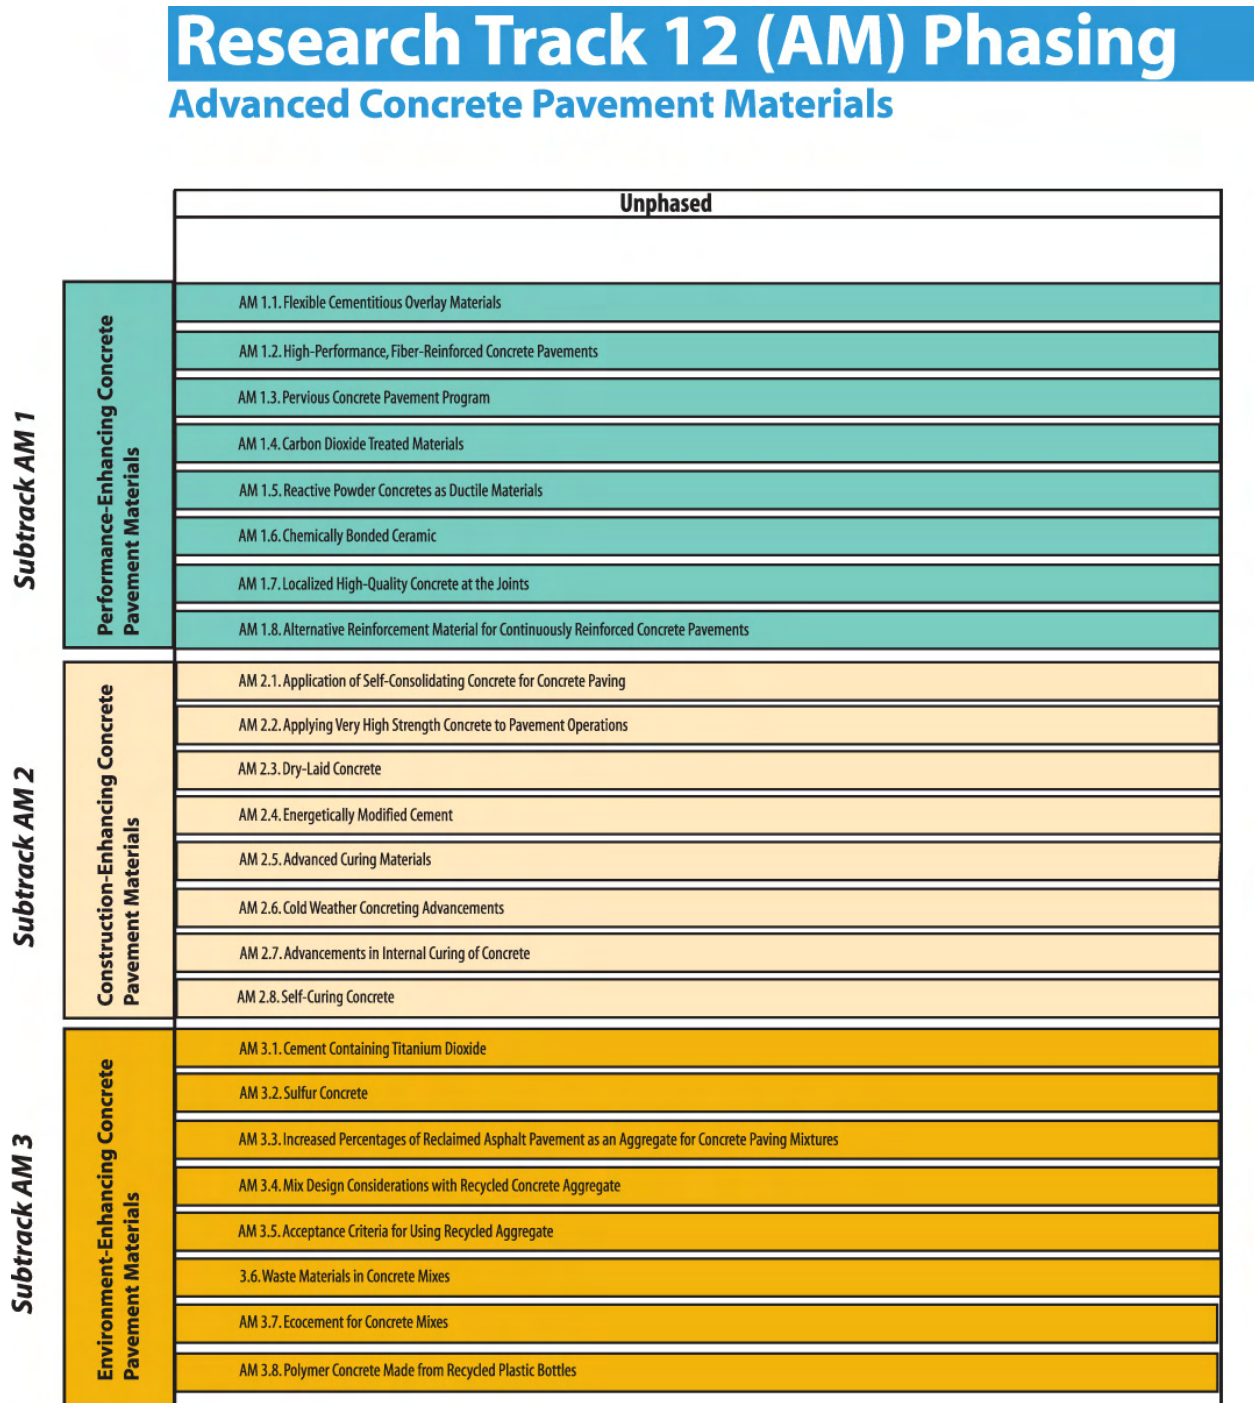 Research Track 12 (AM) Phasing
Advanced Concrete Pavement Materials
Unphased
Subtrack AM 1
Performance-Enhancing Concrete
Pavement Materials
AM 1.1. Flexible Cementitious Overlay Materials
AM 1.2. High-Performance, Fiber-Reinforced Concrete Pavements
AM 1.3. Pervious Concrete Pavement Program
AM 1.4. Carbon Dioxide Treated Materials
AM 1.5. Reactive Powder Concretes as Ductile Materials
AM 1.6. Chemically Bonded Ceramic
AM 1.7. Localized High-Quality Concrete at the Joints
AM 1.8. Alternative Reinforcement Material for Continuously Reinforced Concrete Pavements
Subtrack AM 2
Construction-Enhancing Concrete
Pavement Materials
AM 2.1. Application of Self-Consolidating Concrete for Concrete Paving
AM 2.2. Applying Very High Strength Concrete to Pavement Operations
AM 2.3. Dry-Laid Concrete
AM 2.4. Energetically Modified Cement
AM 2.5. Advanced Curing Materials
AM 2.6. Cold Weather Concreting Advancements
AM 2.7. Advancements in Internal Curing of Concrete
AM 2.8. Self-Curing Concrete
Subtrack AM 3
Environment-Enhancing Concrete
Pavement Materials
AM 3.1. Cement Containing Titanium Dioxide
AM 3.2. Sulfur Concrete
AM 3.3. Increased Percentages of Reclaimed Asphalt Pavement as an Aggregate for Concrete Paving Mixtures
AM 3.4. Mix Design Considerations with Recycled Concrete Aggregate
AM 3.5. Acceptance Criteria for Using Recycled Aggregate
3.6. Waste Materials in Concrete Mixes
AM 3.7. Ecocement for Concrete Mixes
AM 3.8. Polymer Concrete Made from Recycled Plastic Bottles